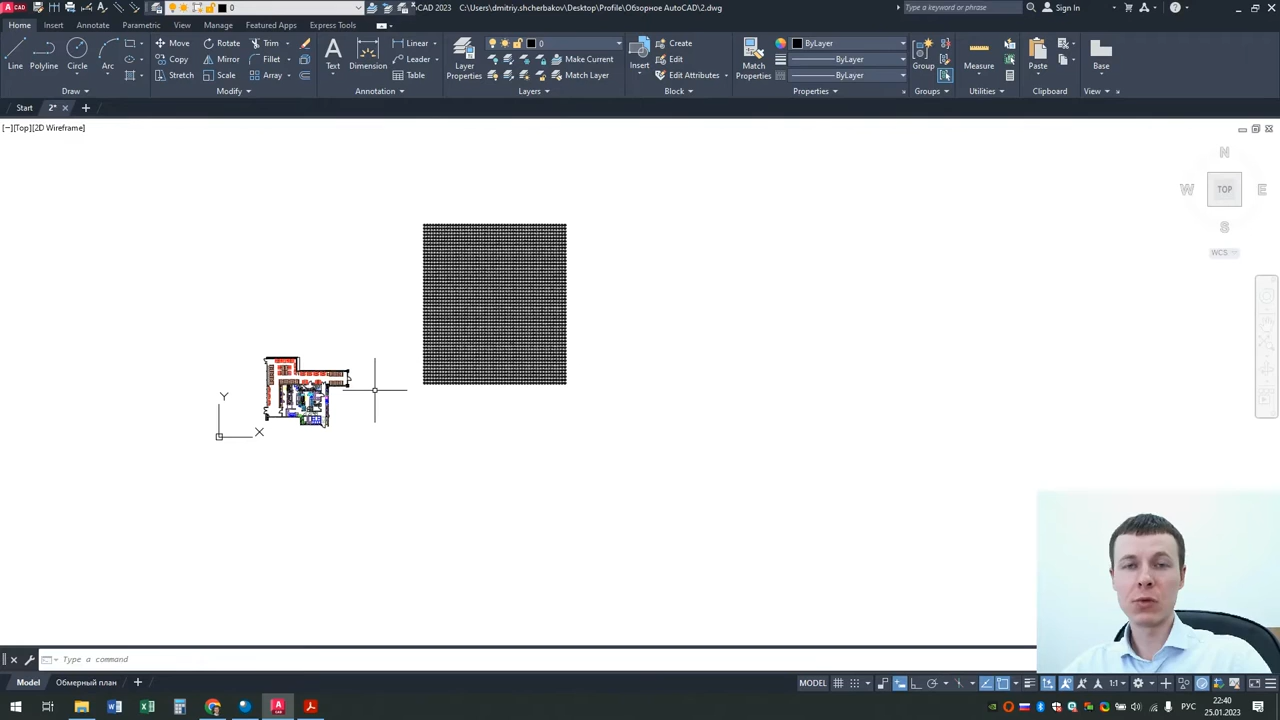 CAD
0
CAD 2023 C:\Users\dmitriy.shcherbakov\Desktop\Profile\Обзорное AutoCAD\2.dwg
Type a keyword or phrase
Sign In
Home Insert Annotate Parametric View Featured Apps Express Tools
Line Polyline Circle Arc
Move Rotate Trim
Copy Mirror Fillet
Stretch Scale Array
Text Dimension
Linear
Leader
Table
Layer
Properties
0
Make Current
Match Layer
Insert
Create
Edit
Edit Attributes
Match
Properties
ByLayer
ByLayer
ByLayer
Group
Measure
Paste
Base
Draw Modify Annotation Layers Block Properties Groups Utilities Clipboard View
Start 2*
[−][Top][2D Wireframe]
N
W TOP E
S
WCS
Y
X
Type a command
Model Обмерный план
MODEL 1:1
РУС
22:40
25.01.2023